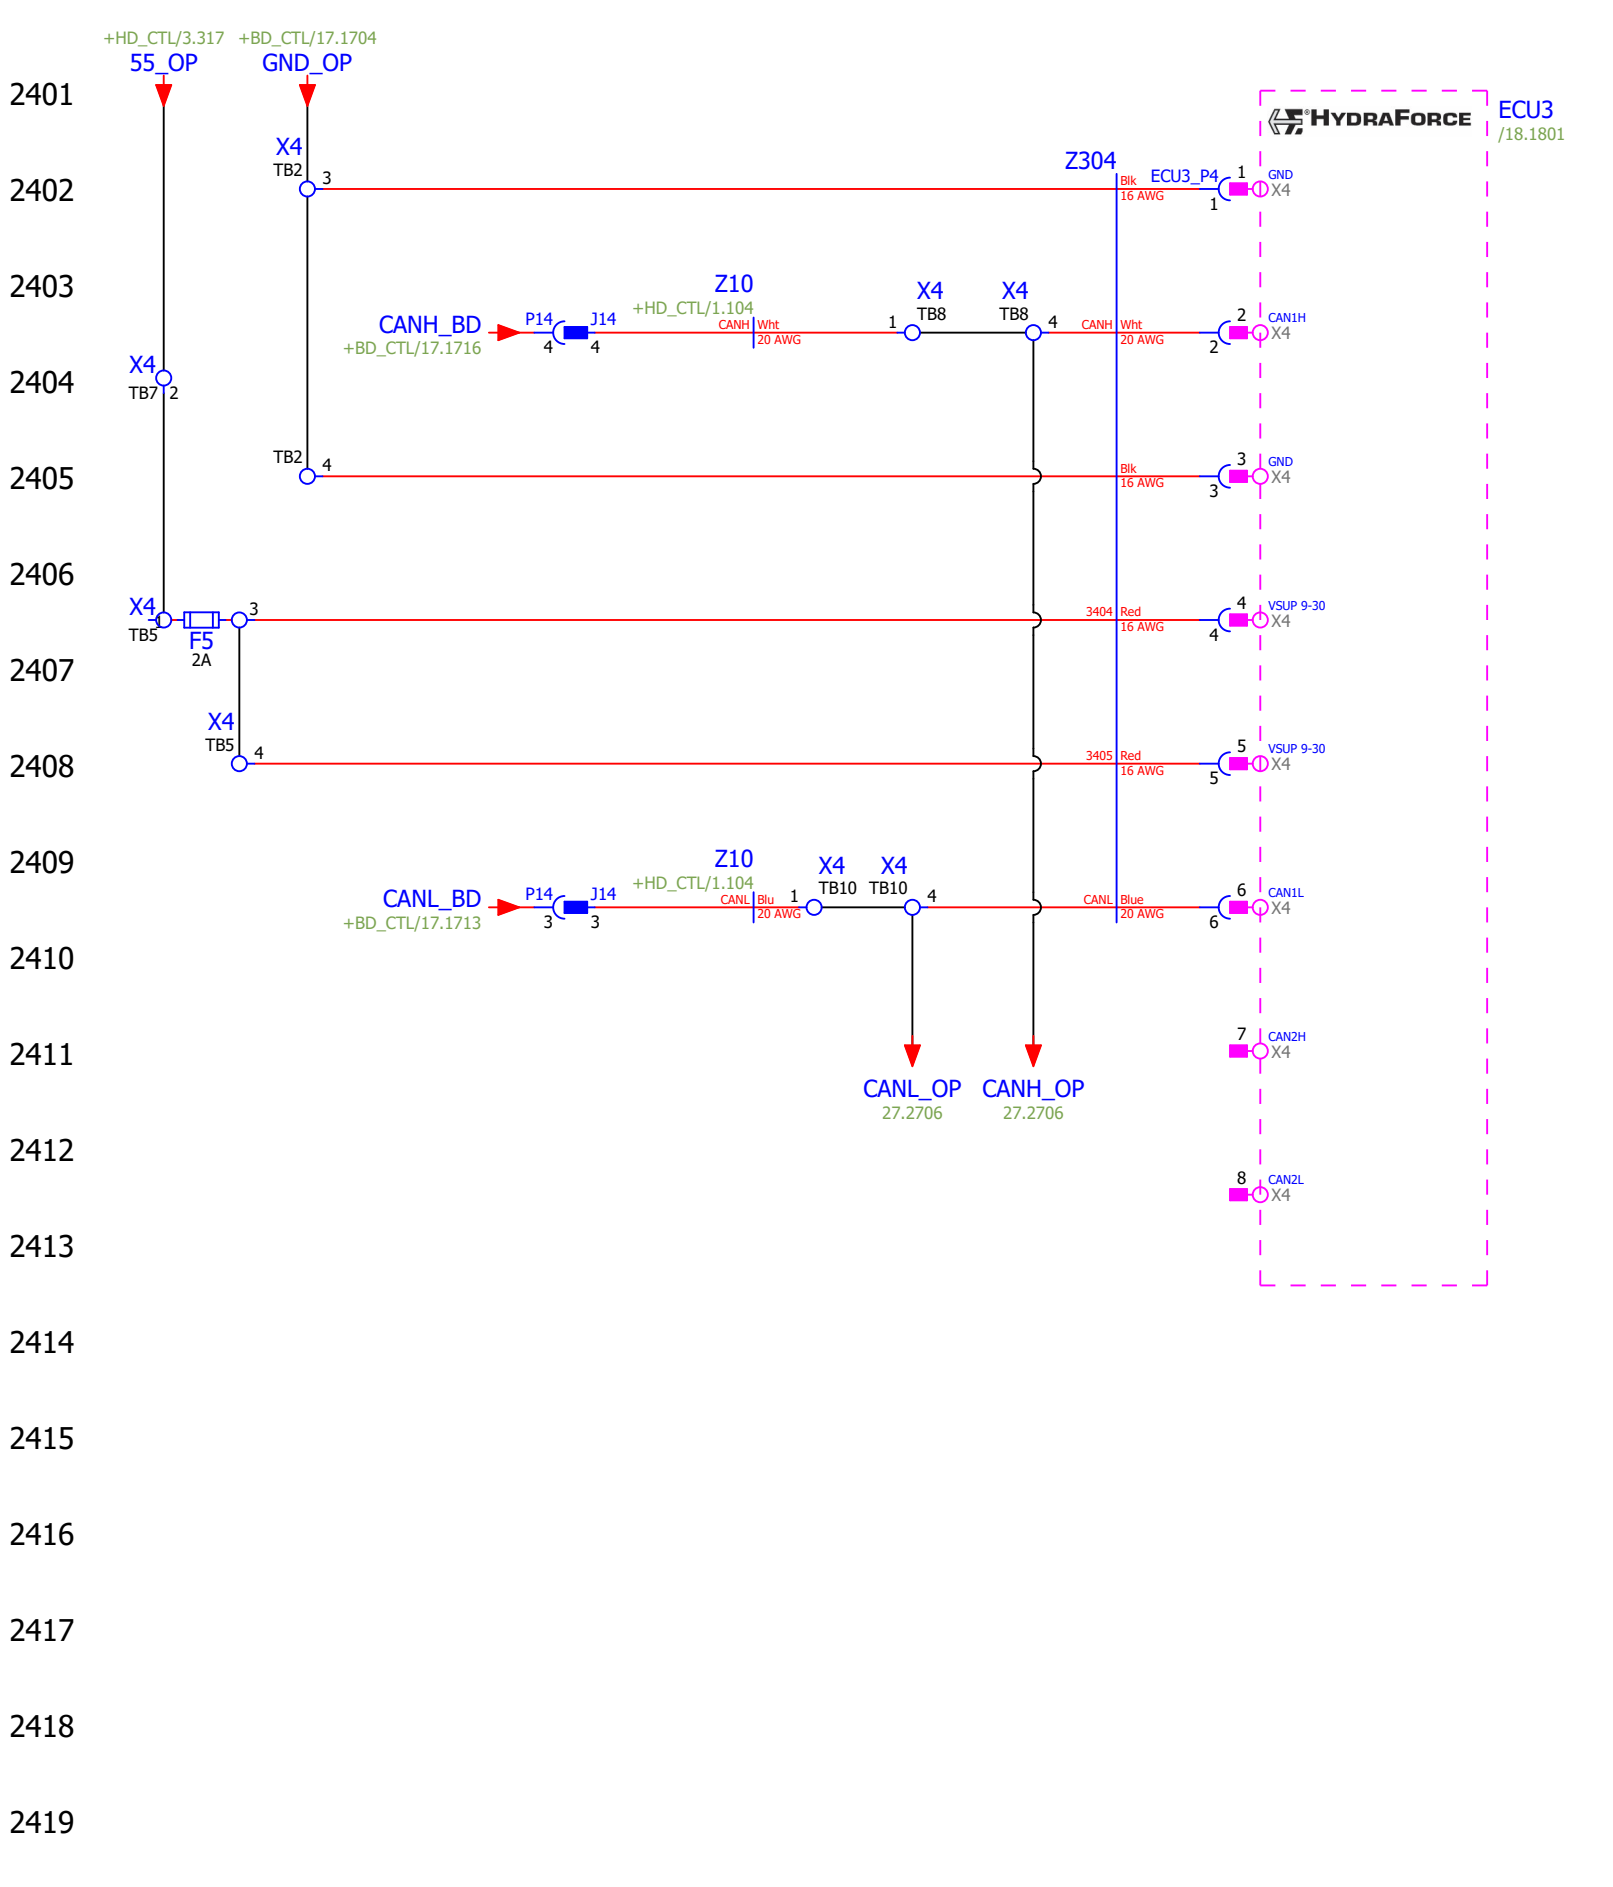 +HD_CTL/3.317 +BD_CTL/17.1704
55_OP GND_OP
2401
HYDRAFORCE
ECU3
/18.1801
X4
TB2
3
Z304
Blk
16 AWG
ECU3_P4
1
1
GND
X4
2402
2403
Z10
+HD_CTL/1.104
X4
TB8
X4
TB8
CANH_BD
+BD_CTL/17.1716
P14
4
J14
4
CANH
Wht
20 AWG
1
4
CANH
Wht
20 AWG
2
2
CAN1H
X4
X4
TB7
2
2404
TB2
4
Blk
16 AWG
3
3
GND
X4
2405
2406
X4
TB5
1
F5
2A
3
3404
Red
16 AWG
4
4
VSUP 9-30
X4
2407
X4
TB5
4
3405
Red
16 AWG
5
5
VSUP 9-30
X4
2408
2409
Z10
+HD_CTL/1.104
X4
TB10
X4
TB10
CANL_BD
+BD_CTL/17.1713
P14
3
J14
3
CANL
Blu
20 AWG
1
4
CANL
Blue
20 AWG
6
6
CAN1L
X4
2410
2411
7
CAN2H
X4
CANL_OP CANH_OP
27.2706 27.2706
2412
8
CAN2L
X4
2413
2414
2415
2416
2417
2418
2419